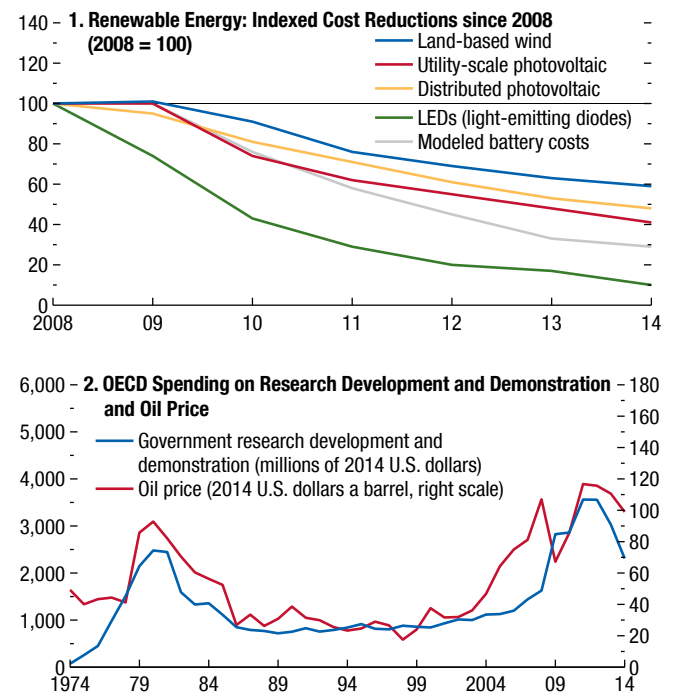 1. Renewable Energy: Indexed Cost Reductions since 2008
(2008 = 100)
Land-based wind
Utility-scale photovoltaic
Distributed photovoltaic
LEDs (light-emitting diodes)
Modeled battery costs
140
120
100
80
60
40
20
0
2008 09 10 11 12 13 14
2. OECD Spending on Research Development and Demonstration
and Oil Price
Government research development and
demonstration (millions of 2014 U.S. dollars)
Oil price (2014 U.S. dollars a barrel, right scale)
6,000
5,000
4,000
3,000
2,000
1,000
0
180
160
140
120
100
80
60
40
20
0
1974 79 84 89 94 99 2004 09 14